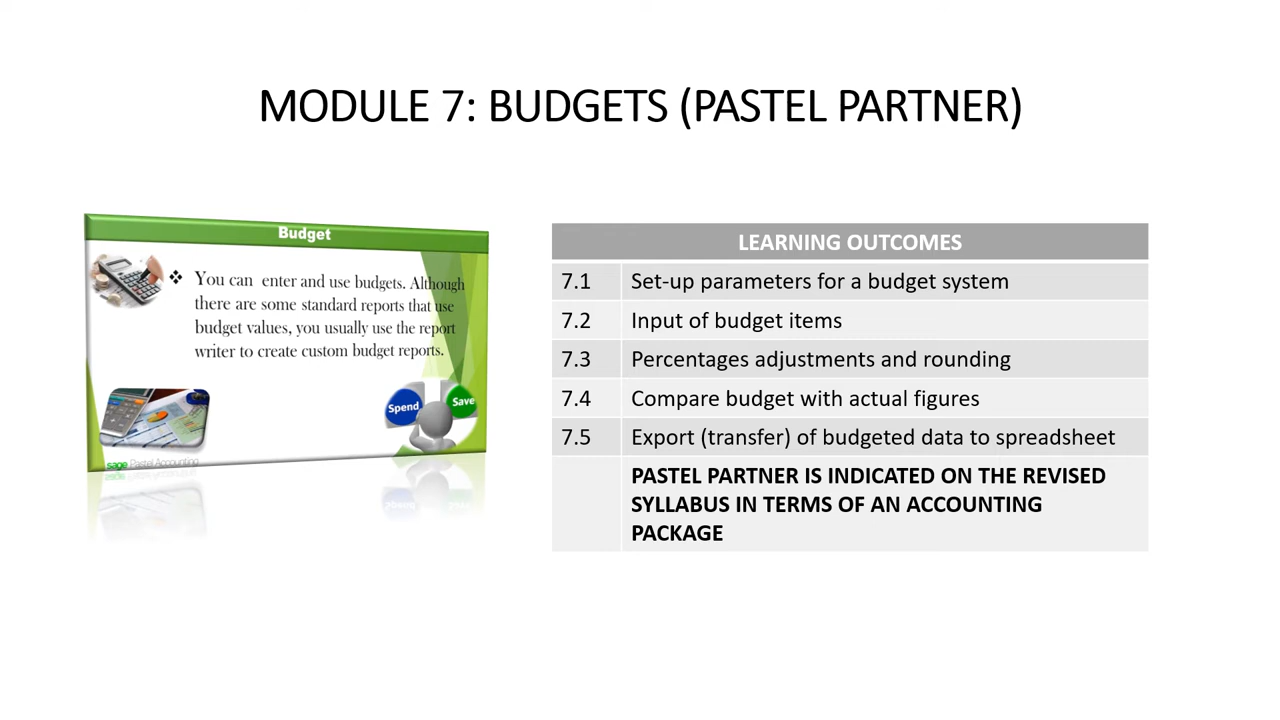 MODULE 7: BUDGETS (PASTEL PARTNER)
Budget
❖ You can enter and use budgets. Although
there are some standard reports that use
budget values, you usually use the report
writer to create custom budget reports.
Spend
Save
sage Pastel Accounting
LEARNING OUTCOMES
7.1 Set-up parameters for a budget system
7.2 Input of budget items
7.3 Percentages adjustments and rounding
7.4 Compare budget with actual figures
7.5 Export (transfer) of budgeted data to spreadsheet
PASTEL PARTNER IS INDICATED ON THE REVISED
SYLLABUS IN TERMS OF AN ACCOUNTING
PACKAGE